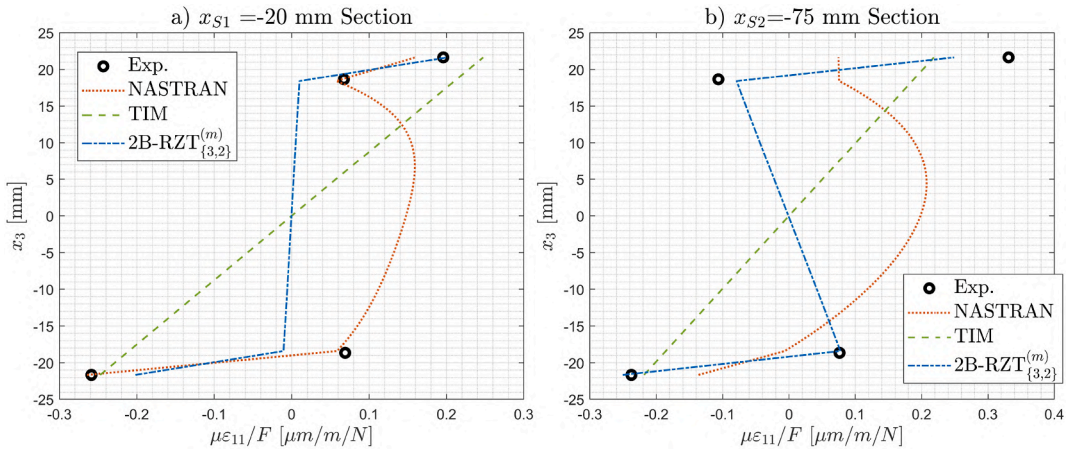 a) x_{S1} =-20 mm Section
25
20
15
10
5
0
-5
-10
-15
-20
-25
x_3 [mm]
Exp.
NASTRAN
TIM
2B-RZT^{(m)}_{\{3,2\}}
-0.3 -0.2 -0.1 0 0.1 0.2 0.3
με_{11}/F [μm/m/N]
b) x_{S2}=-75 mm Section
25
20
15
10
5
0
-5
-10
-15
-20
-25
x_3 [mm]
Exp.
NASTRAN
TIM
2B-RZT^{(m)}_{\{3,2\}}
-0.3 -0.2 -0.1 0 0.1 0.2 0.3 0.4
με_{11}/F [μm/m/N]